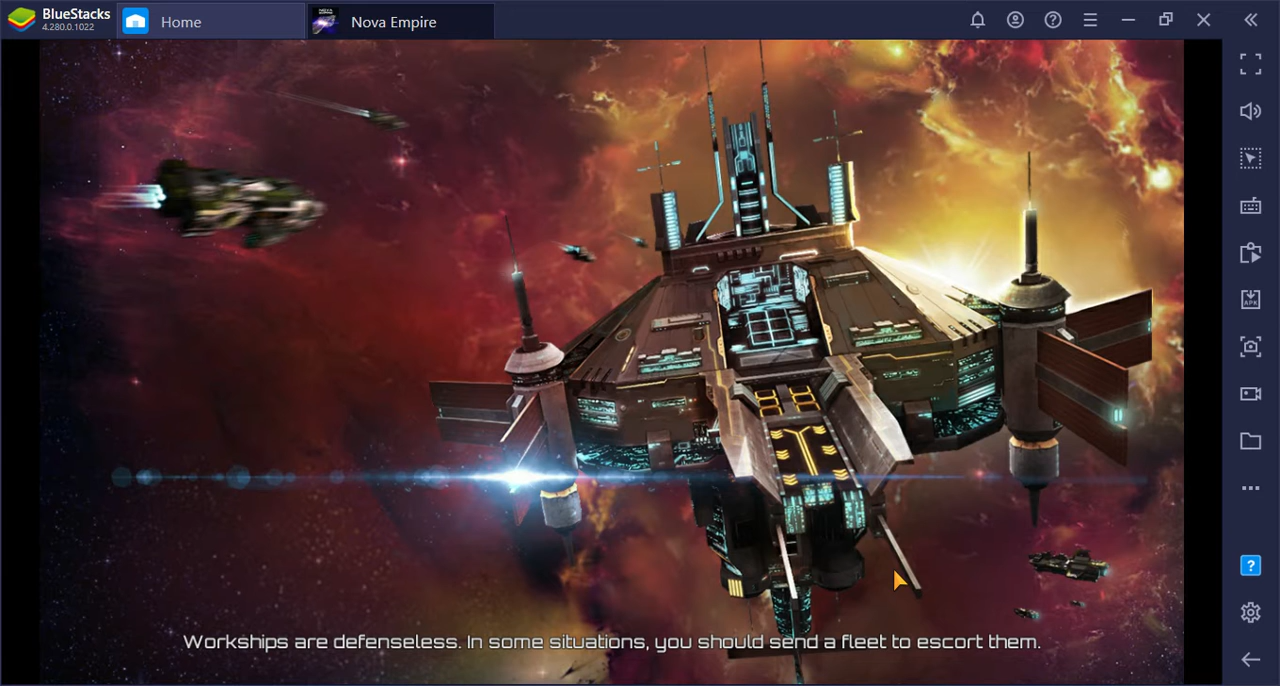 BlueStacks
4.280.0.1022
Home
Nova Empire
APK
Workships are defenseless. In some situations, you should send a fleet to escort them.